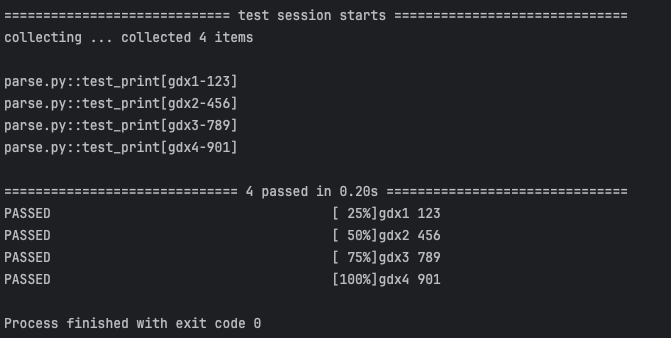 ============================= test session starts ==============================
collecting ... collected 4 items
parse.py::test_print[gdx1-123]
parse.py::test_print[gdx2-456]
parse.py::test_print[gdx3-789]
parse.py::test_print[gdx4-901]
============================== 4 passed in 0.20s ===============================
PASSED                                    [ 25%]gdx1 123
PASSED                                    [ 50%]gdx2 456
PASSED                                    [ 75%]gdx3 789
PASSED                                    [100%]gdx4 901
Process finished with exit code 0